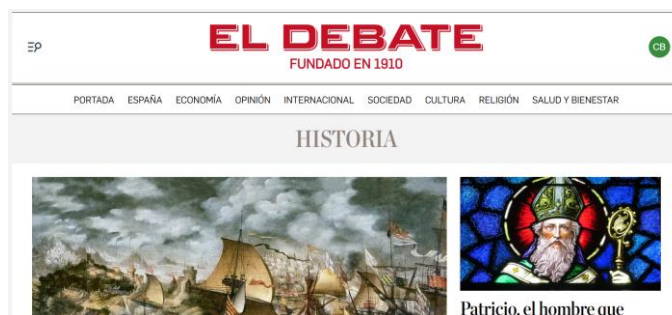 EL DEBATE
FUNDADO EN 1910
CB
PORTADA ESPAÑA ECONOMÍA OPINIÓN INTERNACIONAL SOCIEDAD CULTURA RELIGIÓN SALUD Y BIENESTAR
HISTORIA
Patricio, el hombre que